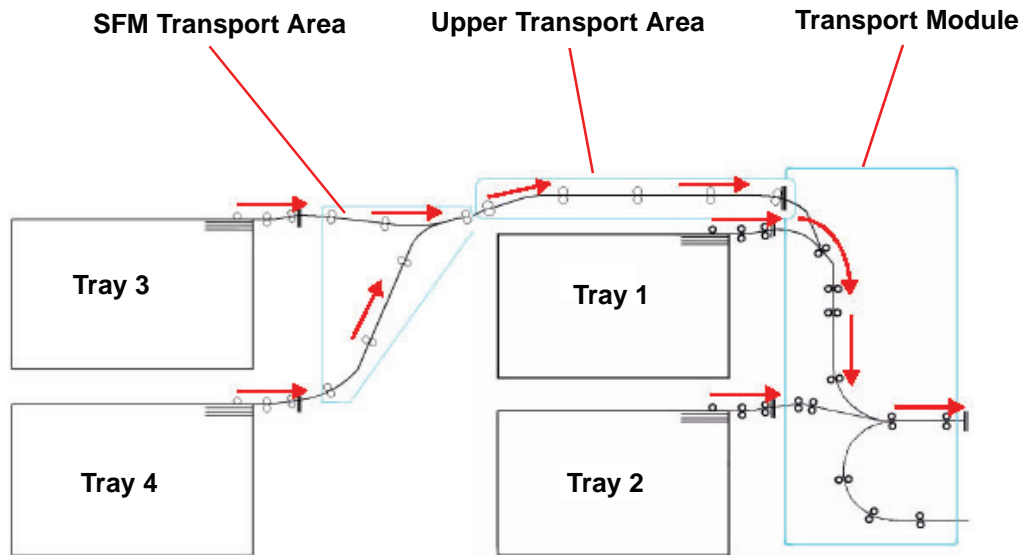 SFM Transport Area
Upper Transport Area
Transport Module
Tray 3
Tray 1
Tray 4
Tray 2